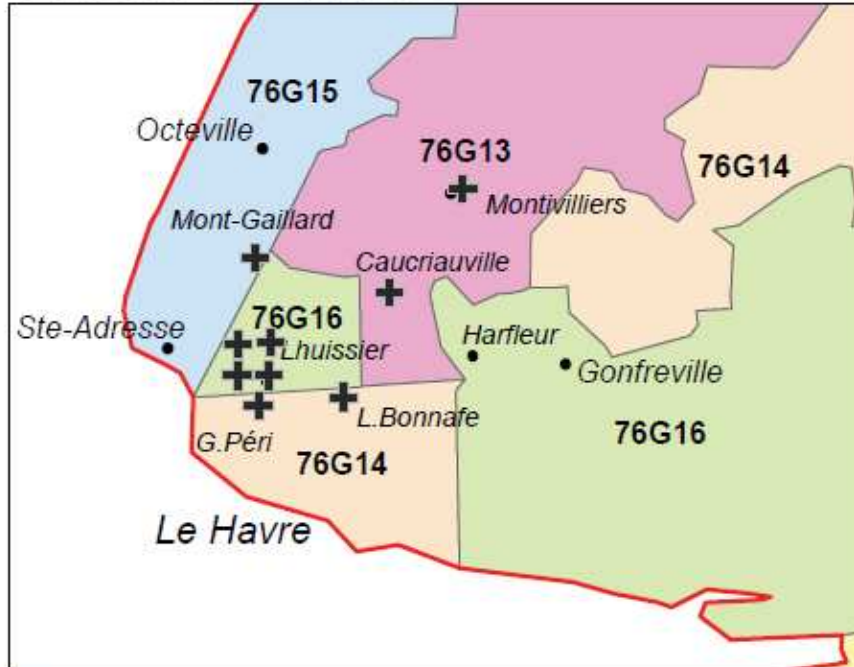 76G15
Octeville
76G13
76G14
Montivilliers
Mont-Gaillard
Caucriauville
76G16
Ste-Adresse
Lhuissier
Harfleur
Gonfreville
L.Bonnafe
G.Péri
76G14
76G16
Le Havre